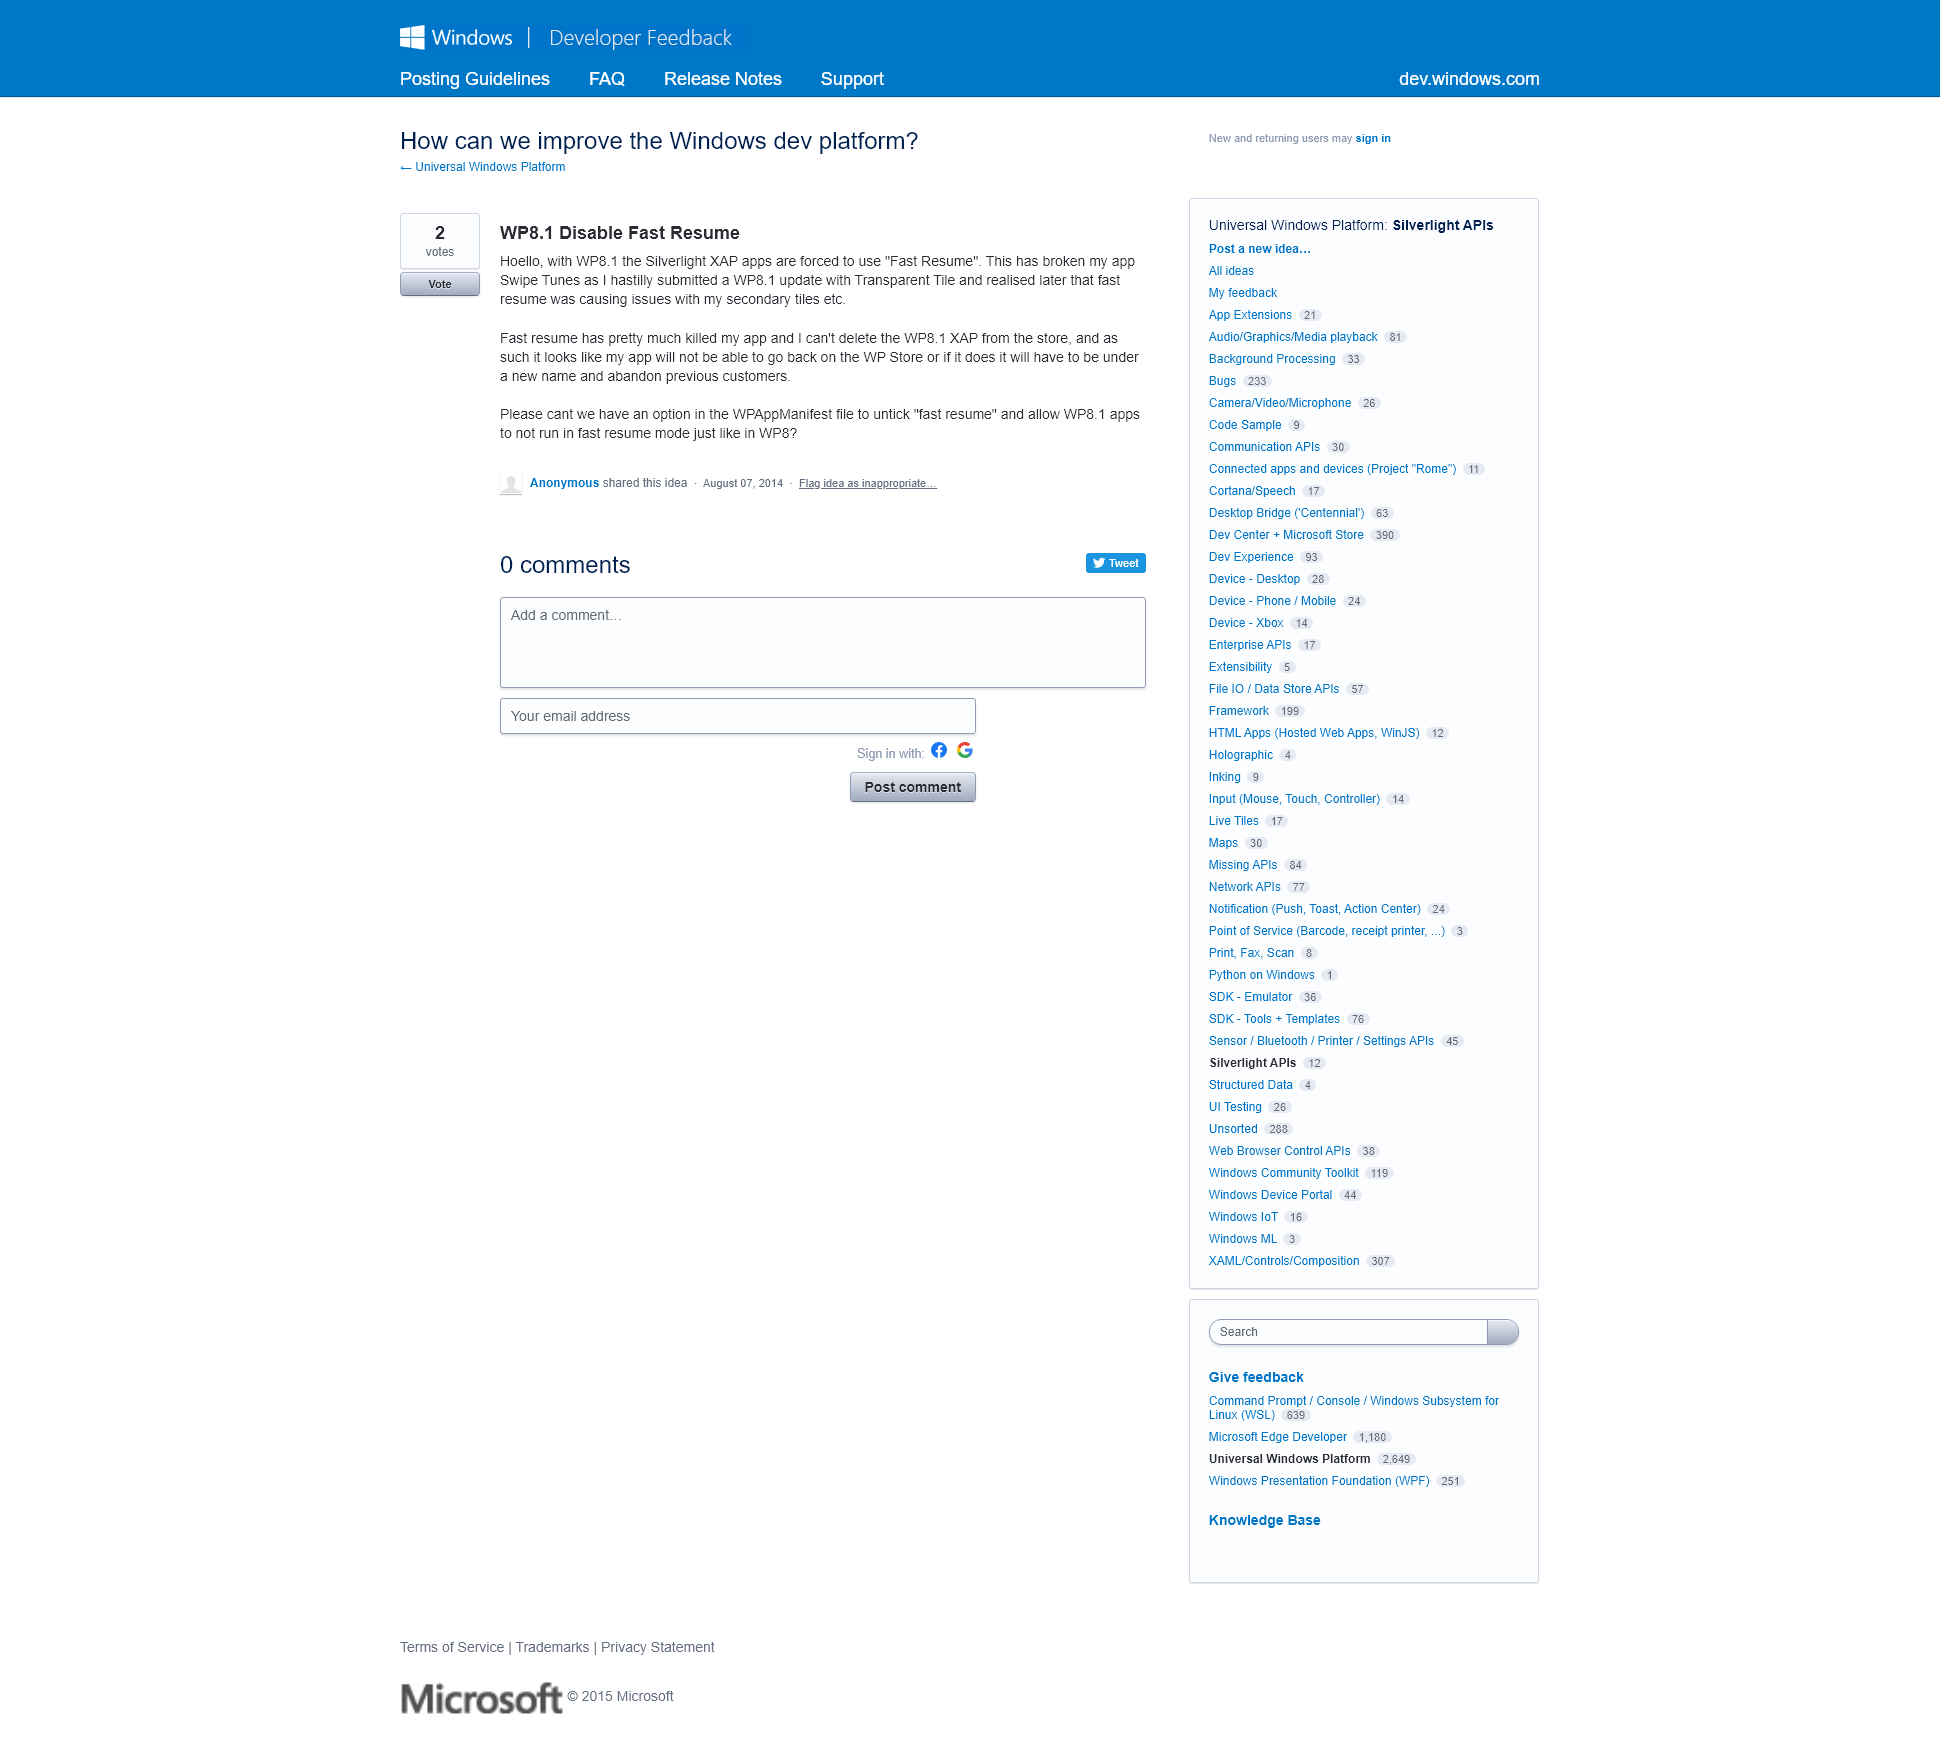 Windows | Developer Feedback
Posting Guidelines FAQ Release Notes Support dev.windows.com
How can we improve the Windows dev platform?
← Universal Windows Platform
New and returning users may sign in
2
votes
Vote
WP8.1 Disable Fast Resume
Hoello, with WP8.1 the Silverlight XAP apps are forced to use "Fast Resume". This has broken my app
Swipe Tunes as I hastilly submitted a WP8.1 update with Transparent Tile and realised later that fast
resume was causing issues with my secondary tiles etc.
Fast resume has pretty much killed my app and I can't delete the WP8.1 XAP from the store, and as
such it looks like my app will not be able to go back on the WP Store or if it does it will have to be under
a new name and abandon previous customers.
Please cant we have an option in the WPAppManifest file to untick "fast resume" and allow WP8.1 apps
to not run in fast resume mode just like in WP8?
Anonymous shared this idea · August 07, 2014 · Flag idea as inappropriate…
0 comments
Tweet
Add a comment…
Your email address
Sign in with:
Post comment
Universal Windows Platform: Silverlight APIs
Post a new idea…
All ideas
My feedback
App Extensions 21
Audio/Graphics/Media playback 81
Background Processing 33
Bugs 233
Camera/Video/Microphone 26
Code Sample 9
Communication APIs 30
Connected apps and devices (Project "Rome") 11
Cortana/Speech 17
Desktop Bridge ('Centennial') 63
Dev Center + Microsoft Store 390
Dev Experience 93
Device - Desktop 28
Device - Phone / Mobile 24
Device - Xbox 14
Enterprise APIs 17
Extensibility 5
File IO / Data Store APIs 57
Framework 199
HTML Apps (Hosted Web Apps, WinJS) 12
Holographic 4
Inking 9
Input (Mouse, Touch, Controller) 14
Live Tiles 17
Maps 30
Missing APIs 84
Network APIs 77
Notification (Push, Toast, Action Center) 24
Point of Service (Barcode, receipt printer, ...) 3
Print, Fax, Scan 8
Python on Windows 1
SDK - Emulator 36
SDK - Tools + Templates 76
Sensor / Bluetooth / Printer / Settings APIs 45
Silverlight APIs 12
Structured Data 4
UI Testing 26
Unsorted 288
Web Browser Control APIs 38
Windows Community Toolkit 119
Windows Device Portal 44
Windows IoT 16
Windows ML 3
XAML/Controls/Composition 307
Search
Give feedback
Command Prompt / Console / Windows Subsystem for
Linux (WSL) 639
Microsoft Edge Developer 1,180
Universal Windows Platform 2,649
Windows Presentation Foundation (WPF) 251
Knowledge Base
Terms of Service | Trademarks | Privacy Statement
Microsoft © 2015 Microsoft